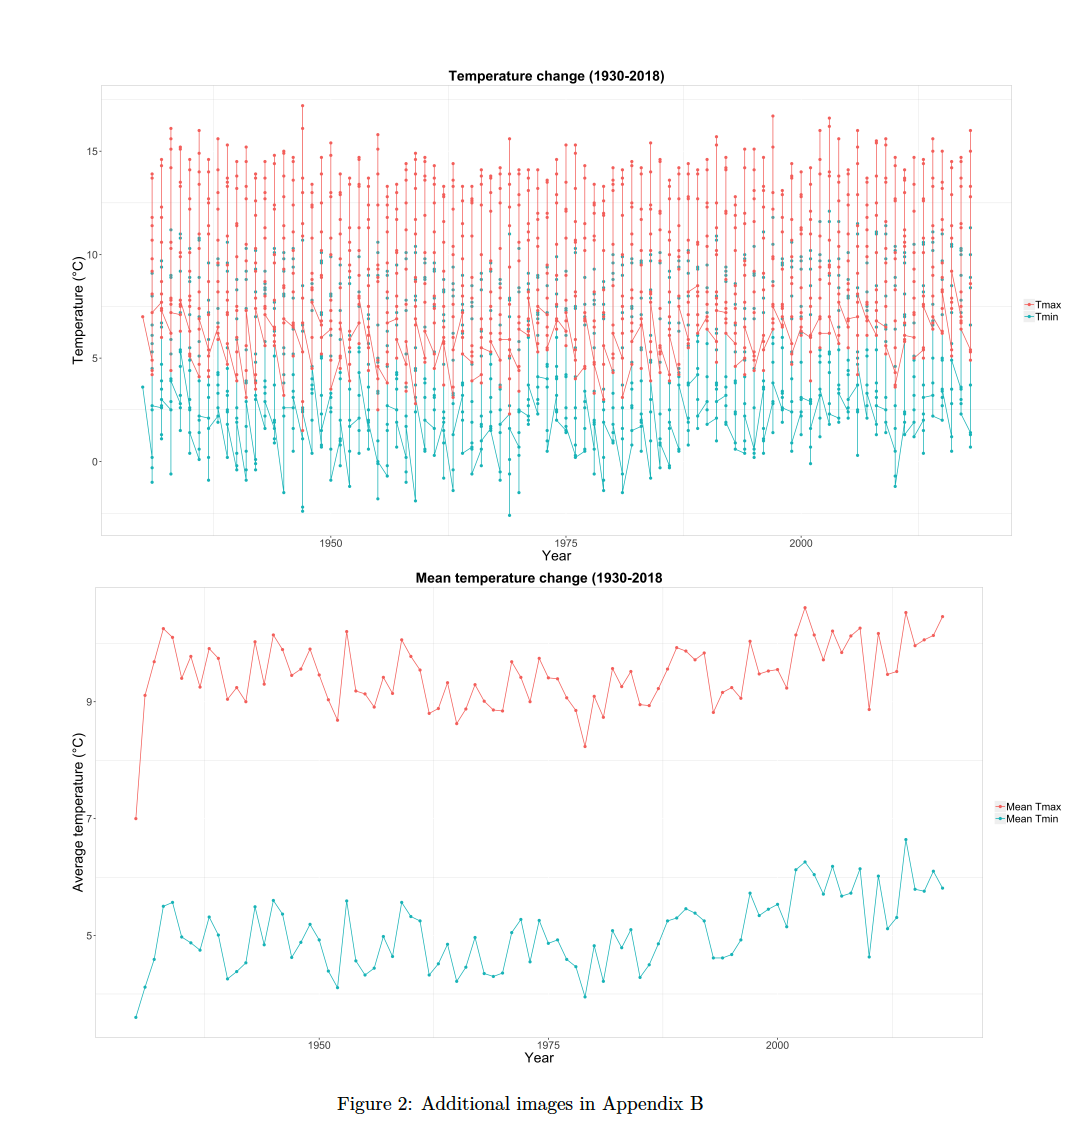 Temperature change (1930-2018)
Temperature (°C)
15
10
5
0
1950
1975
2000
Year
Tmax
Tmin
Mean temperature change (1930-2018
Average temperature (°C)
9
7
5
1950
1975
2000
Year
Mean Tmax
Mean Tmin
Figure 2: Additional images in Appendix B